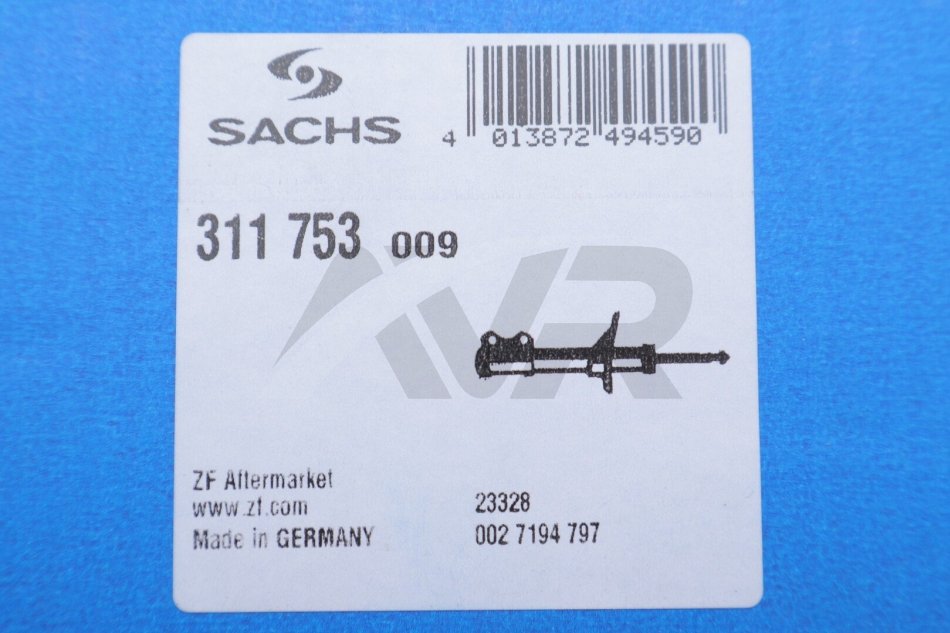 SACHS
4 013872 494590
311 753 009
VR
ZF Aftermarket
www.zf.com
Made in GERMANY
23328
002 7194 797